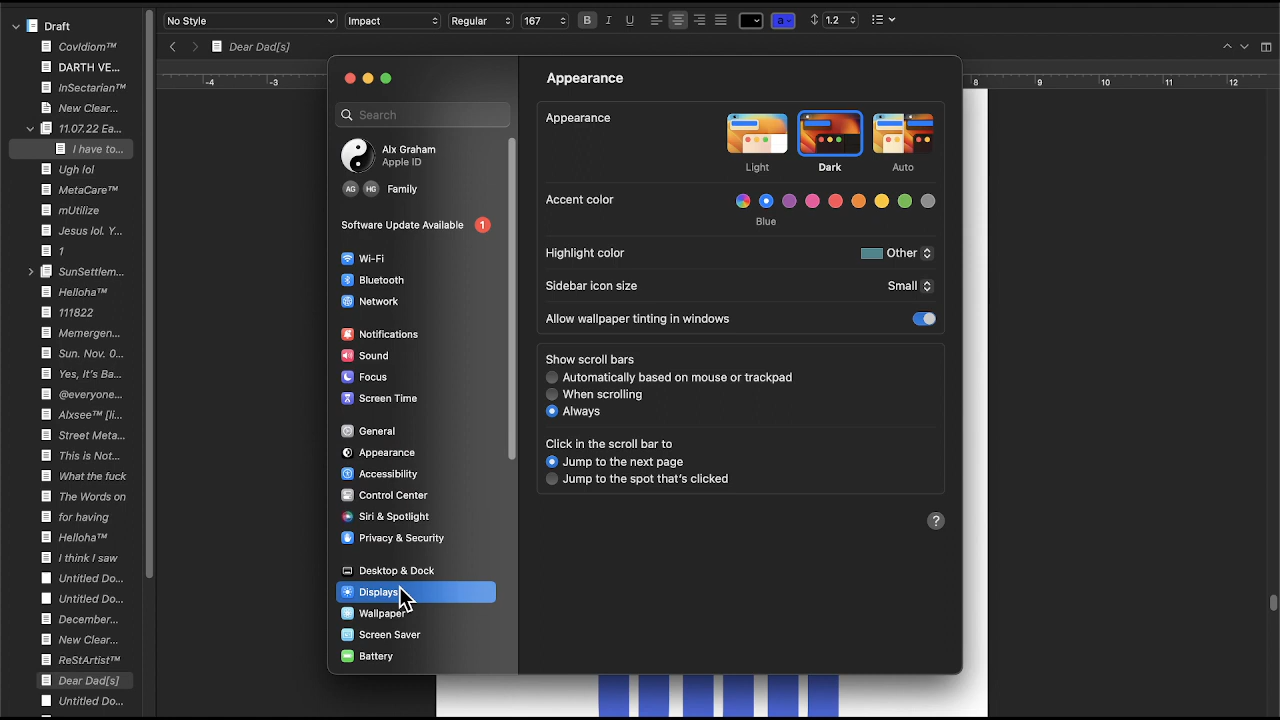 Draft
CovIdiom™
DARTH VE...
InSectarian™
New Clear...
11.07.22 Ea...
I have to...
Ugh lol
MetaCare™
mUtilize
Jesus lol. Y...
1
SunSettlem...
Helloha™
111822
Memergen...
Sun. Nov. 0...
Yes, It's Ba...
@everyone...
Alxsee™ [li...
Street Meta...
This is Not...
What the fuck
The Words on
for having
Helloha™
I think I saw
Untitled Do...
Untitled Do...
December...
New Clear...
ReStArtist™
Dear Dad[s]
Untitled Do...
No Style Impact Regular 167 B I U a 1.2
Dear Dad[s]
-4 -3 8 9 10 11 12
Search
Alx Graham
Apple ID
AG HG Family
Software Update Available 1
Wi-Fi
Bluetooth
Network
Notifications
Sound
Focus
Screen Time
General
Appearance
Accessibility
Control Center
Siri & Spotlight
Privacy & Security
Desktop & Dock
Displays
Wallpaper
Screen Saver
Battery
Appearance
Appearance
Light Dark Auto
Accent color
Blue
Highlight color Other
Sidebar icon size Small
Allow wallpaper tinting in windows
Show scroll bars
Automatically based on mouse or trackpad
When scrolling
Always
Click in the scroll bar to
Jump to the next page
Jump to the spot that's clicked
?